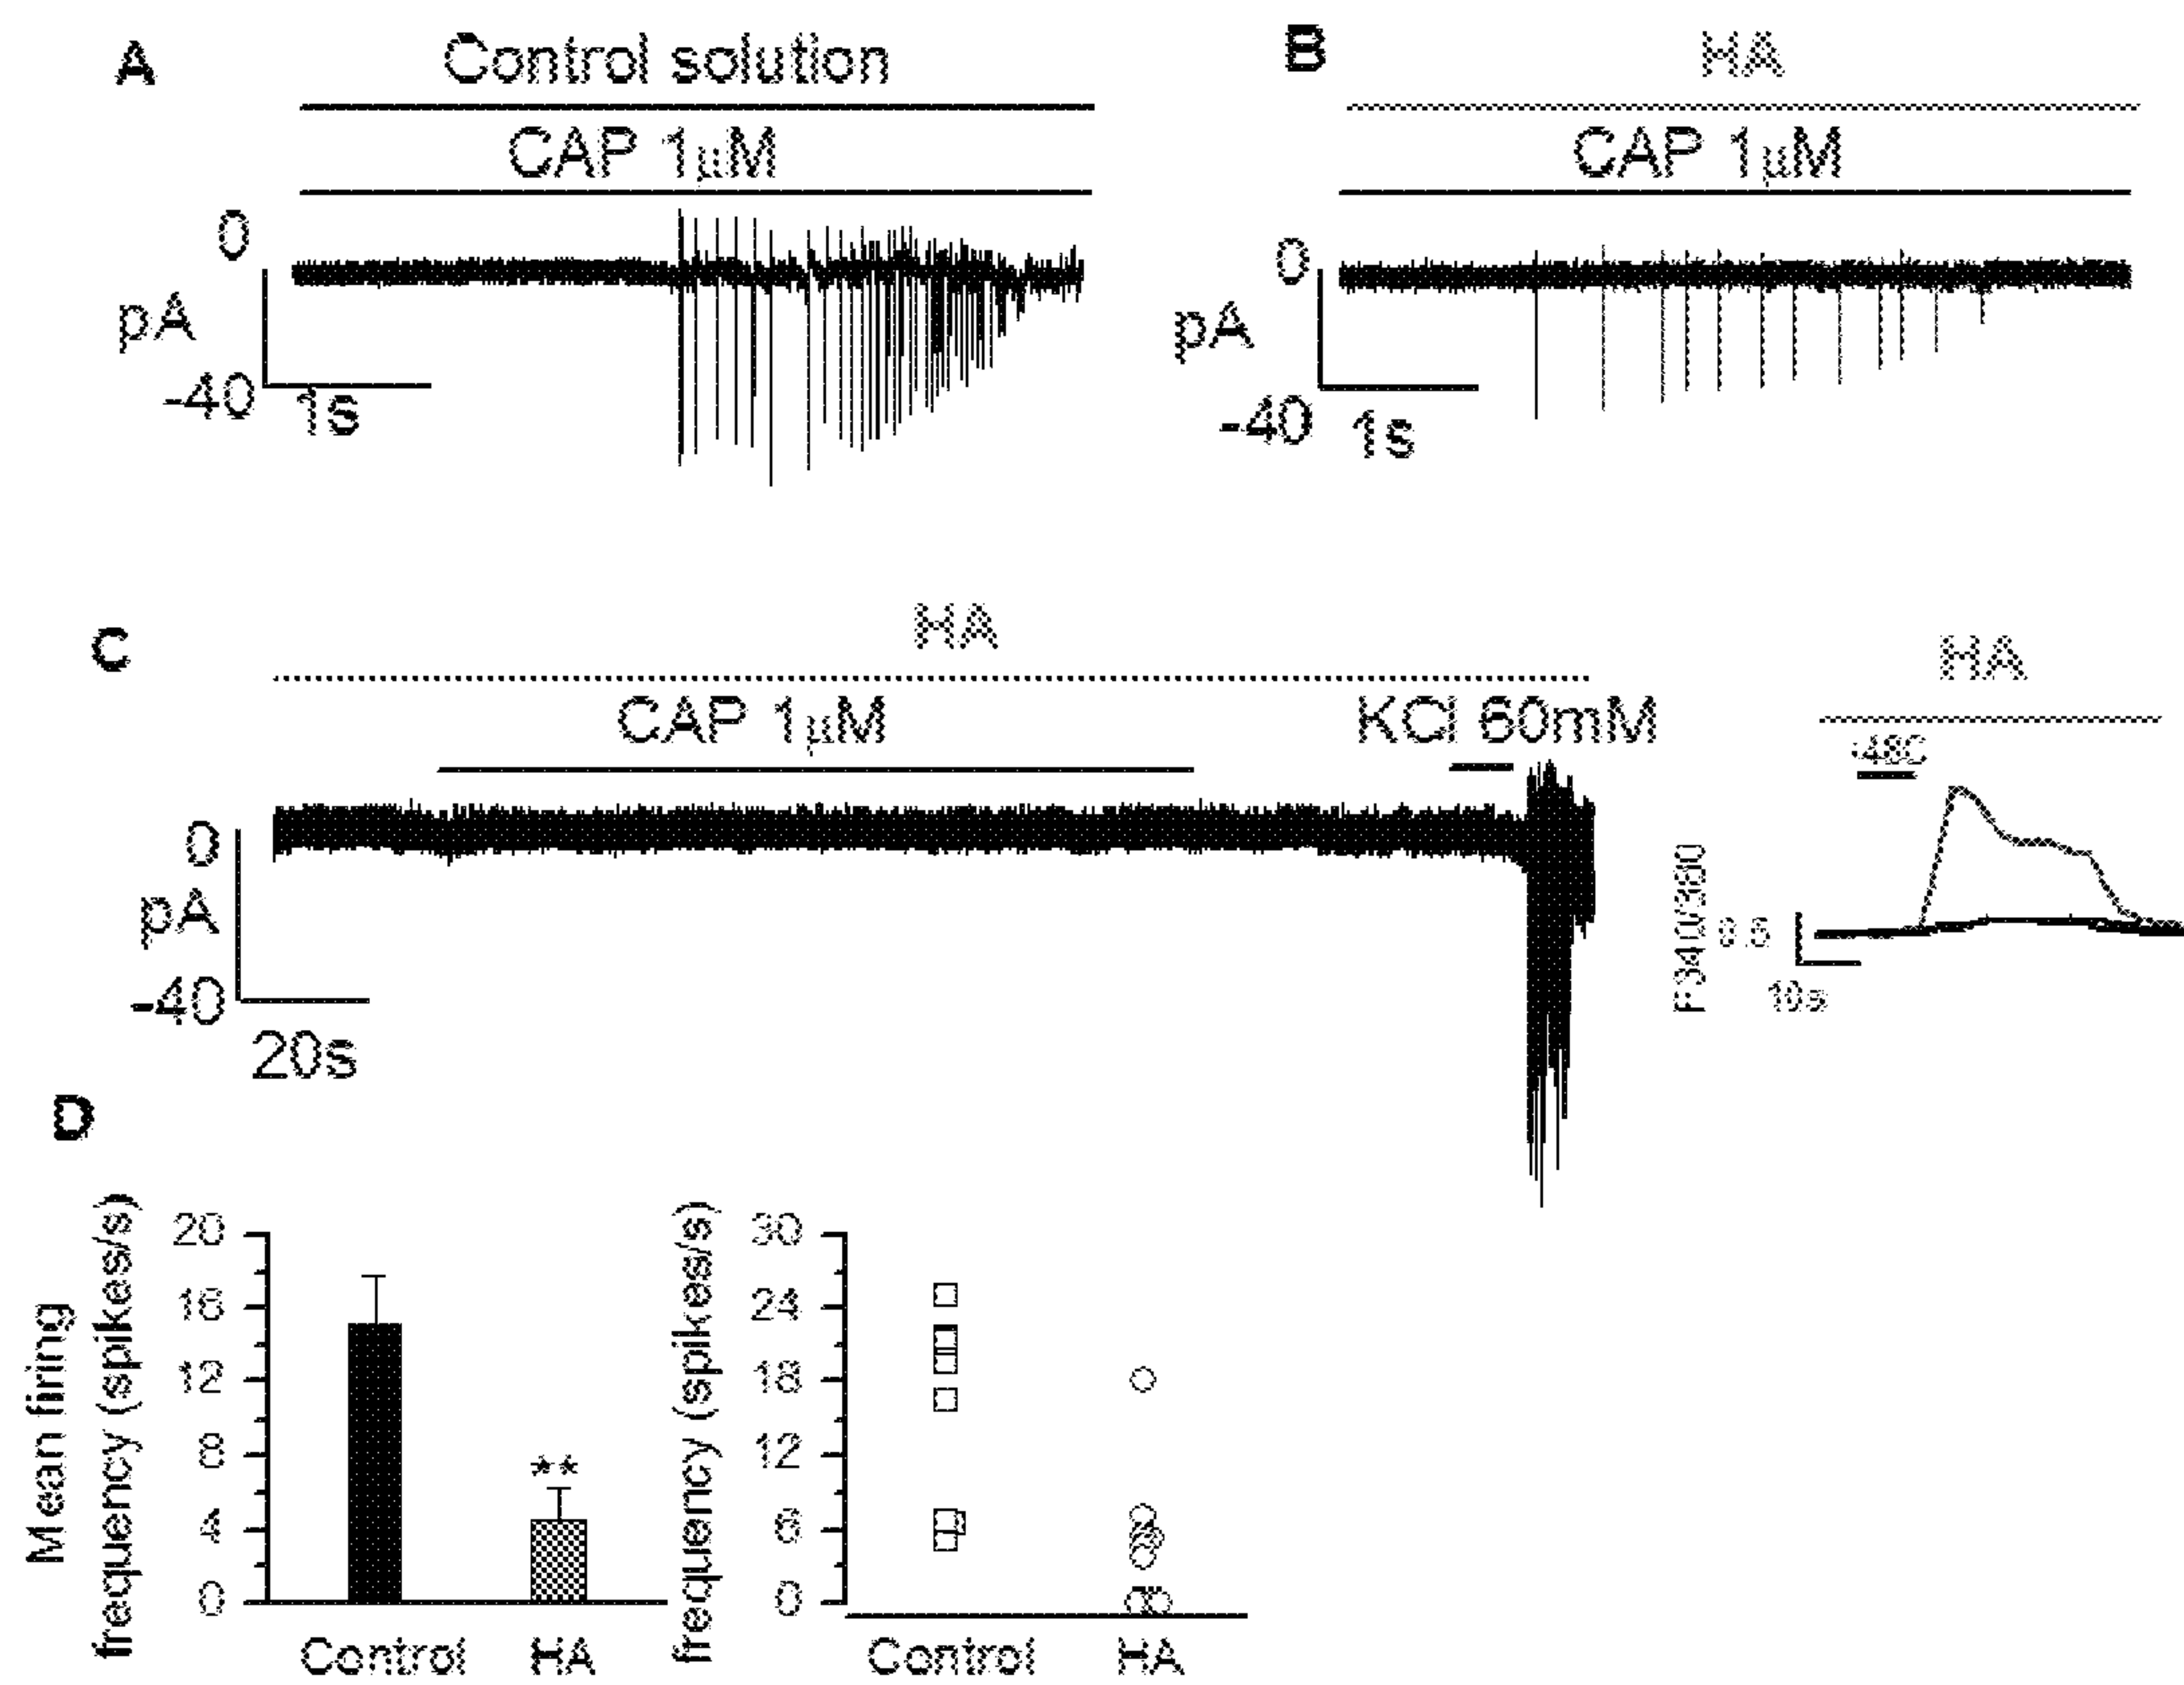 A
Control solution
CAP 1µM
0
pA
-40
1s
B
HA
CAP 1µM
0
pA
-40
1s
C
HA
CAP 1µM
KCl 60mM
0
pA
-40
20s
HA
10s
D
Mean firing
frequency (spikes/s)
20
16
12
8
4
0
Control
HA
**
frequency (spikes/s)
30
24
18
12
6
0
Control
HA